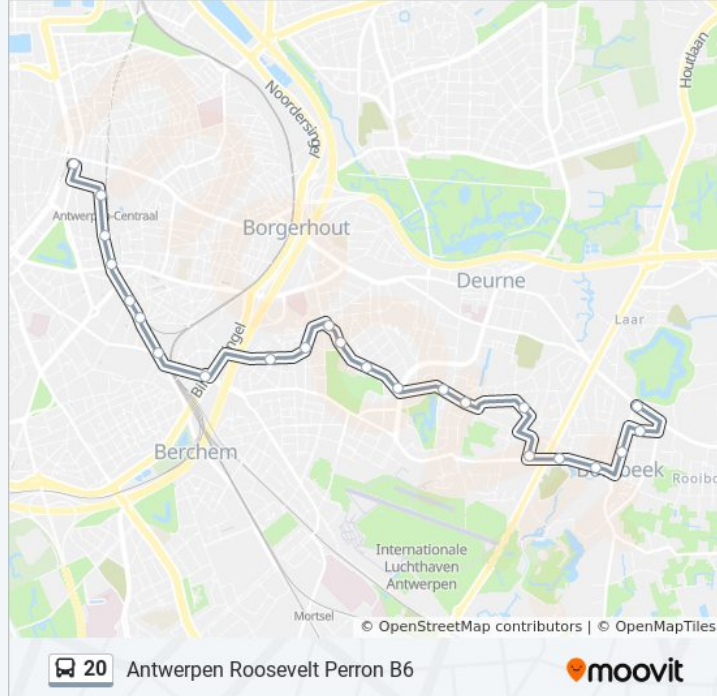 Houtlaan
Noordersingel
Antwerpen-Centraal
Borgerhout
Deurne
Laar
Berchem
Internationale
Luchthaven
Antwerpen
Mortsel
© OpenStreetMap contributors | © OpenMapTiles
20 Antwerpen Roosevelt Perron B6
moovit